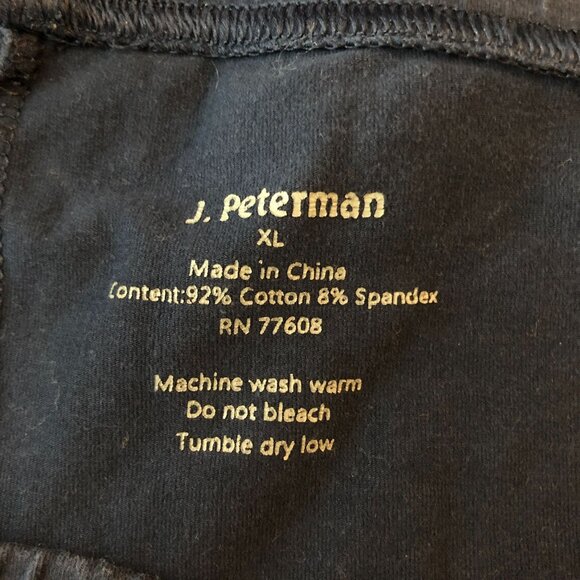 J. Peterman
XL
Made in China
Content:92% Cotton 8% Spandex
RN 77608
Machine wash warm
Do not bleach
Tumble dry low